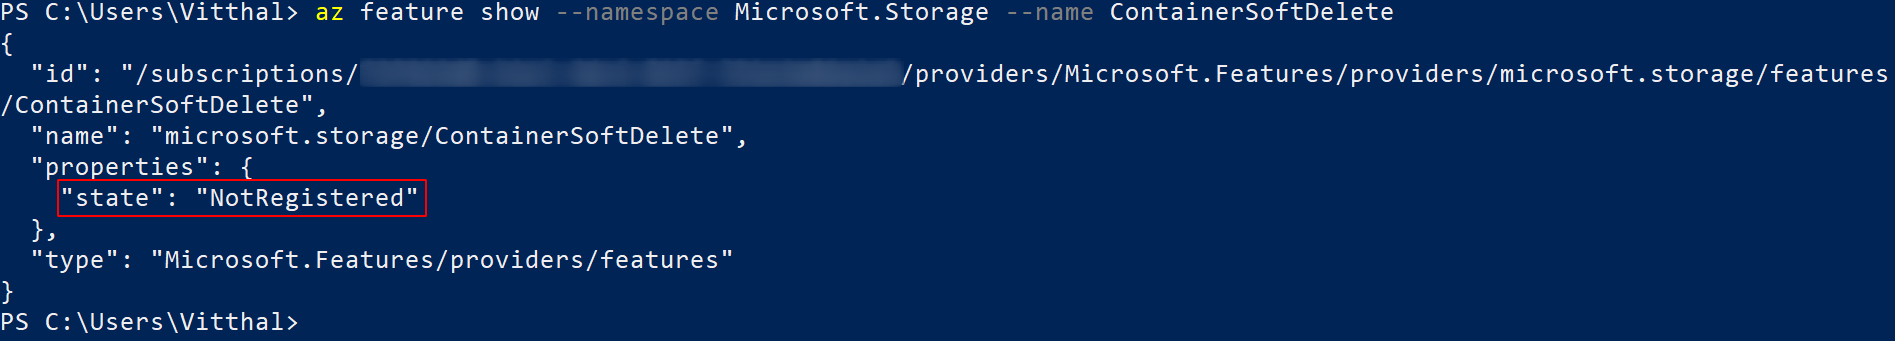 PS C:\Users\Vitthal> az feature show --namespace Microsoft.Storage --name ContainerSoftDelete
{
  "id": "/subscriptions/ /providers/Microsoft.Features/providers/microsoft.storage/features
/ContainerSoftDelete",
  "name": "microsoft.storage/ContainerSoftDelete",
  "properties": {
    "state": "NotRegistered"
  },
  "type": "Microsoft.Features/providers/features"
}
PS C:\Users\Vitthal>